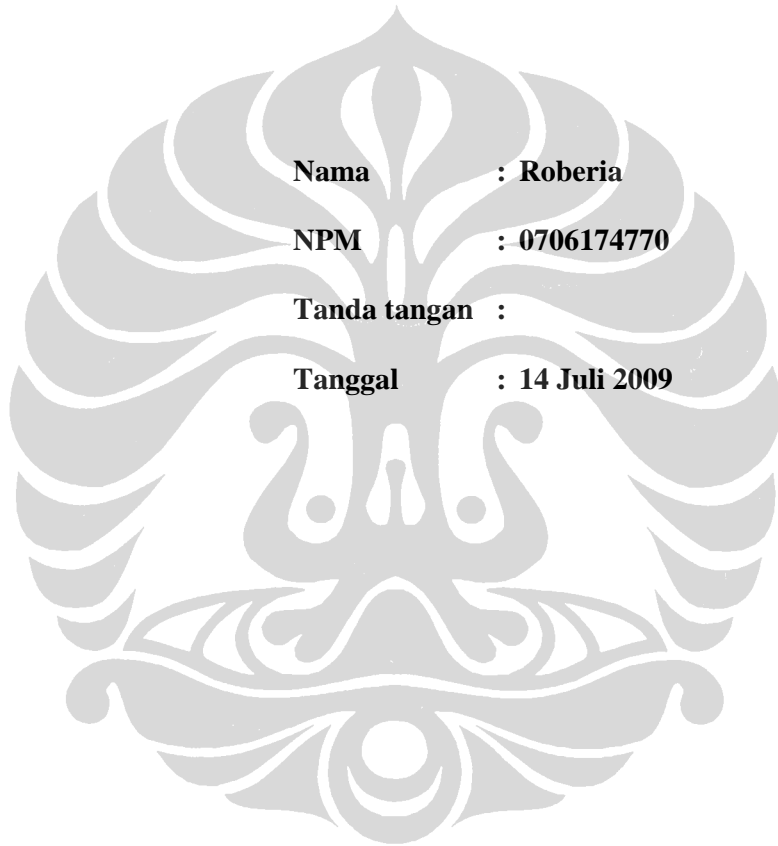 Nama : Roberia
NPM : 0706174770
Tanda tangan :
Tanggal : 14 Juli 2009